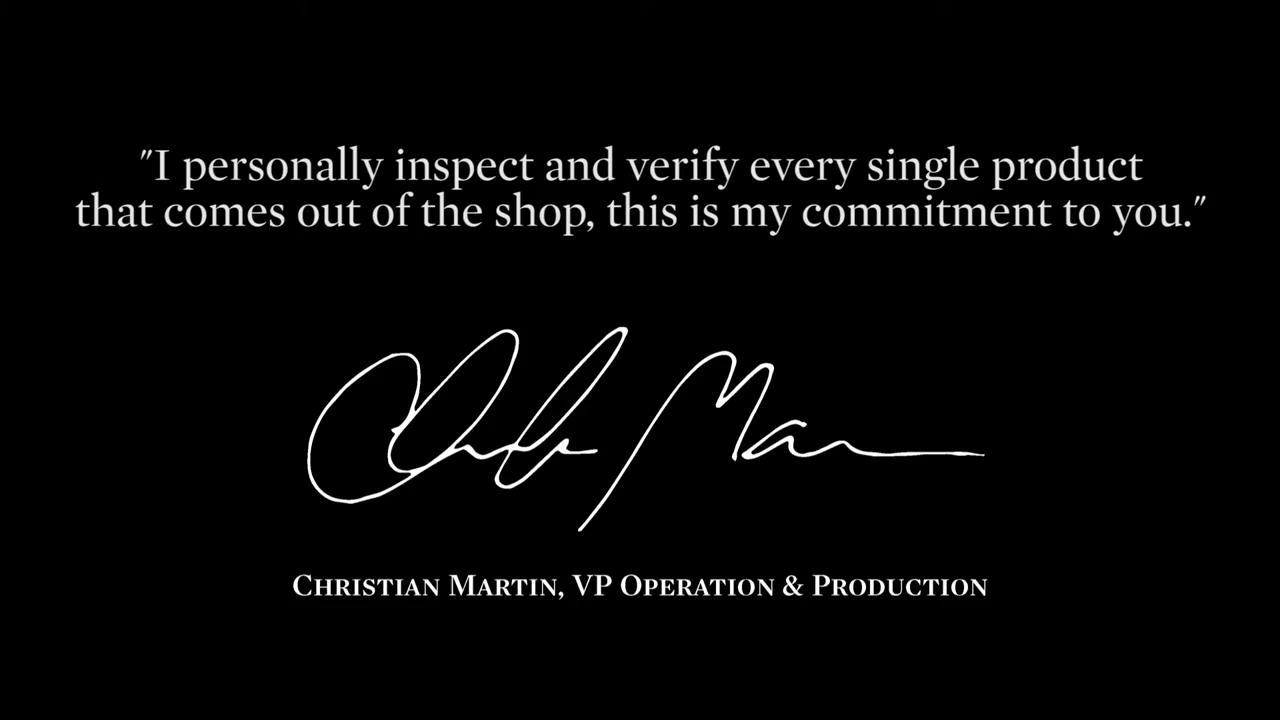 "I personally inspect and verify every single product
that comes out of the shop, this is my commitment to you."
Christian Martin, VP Operation & Production